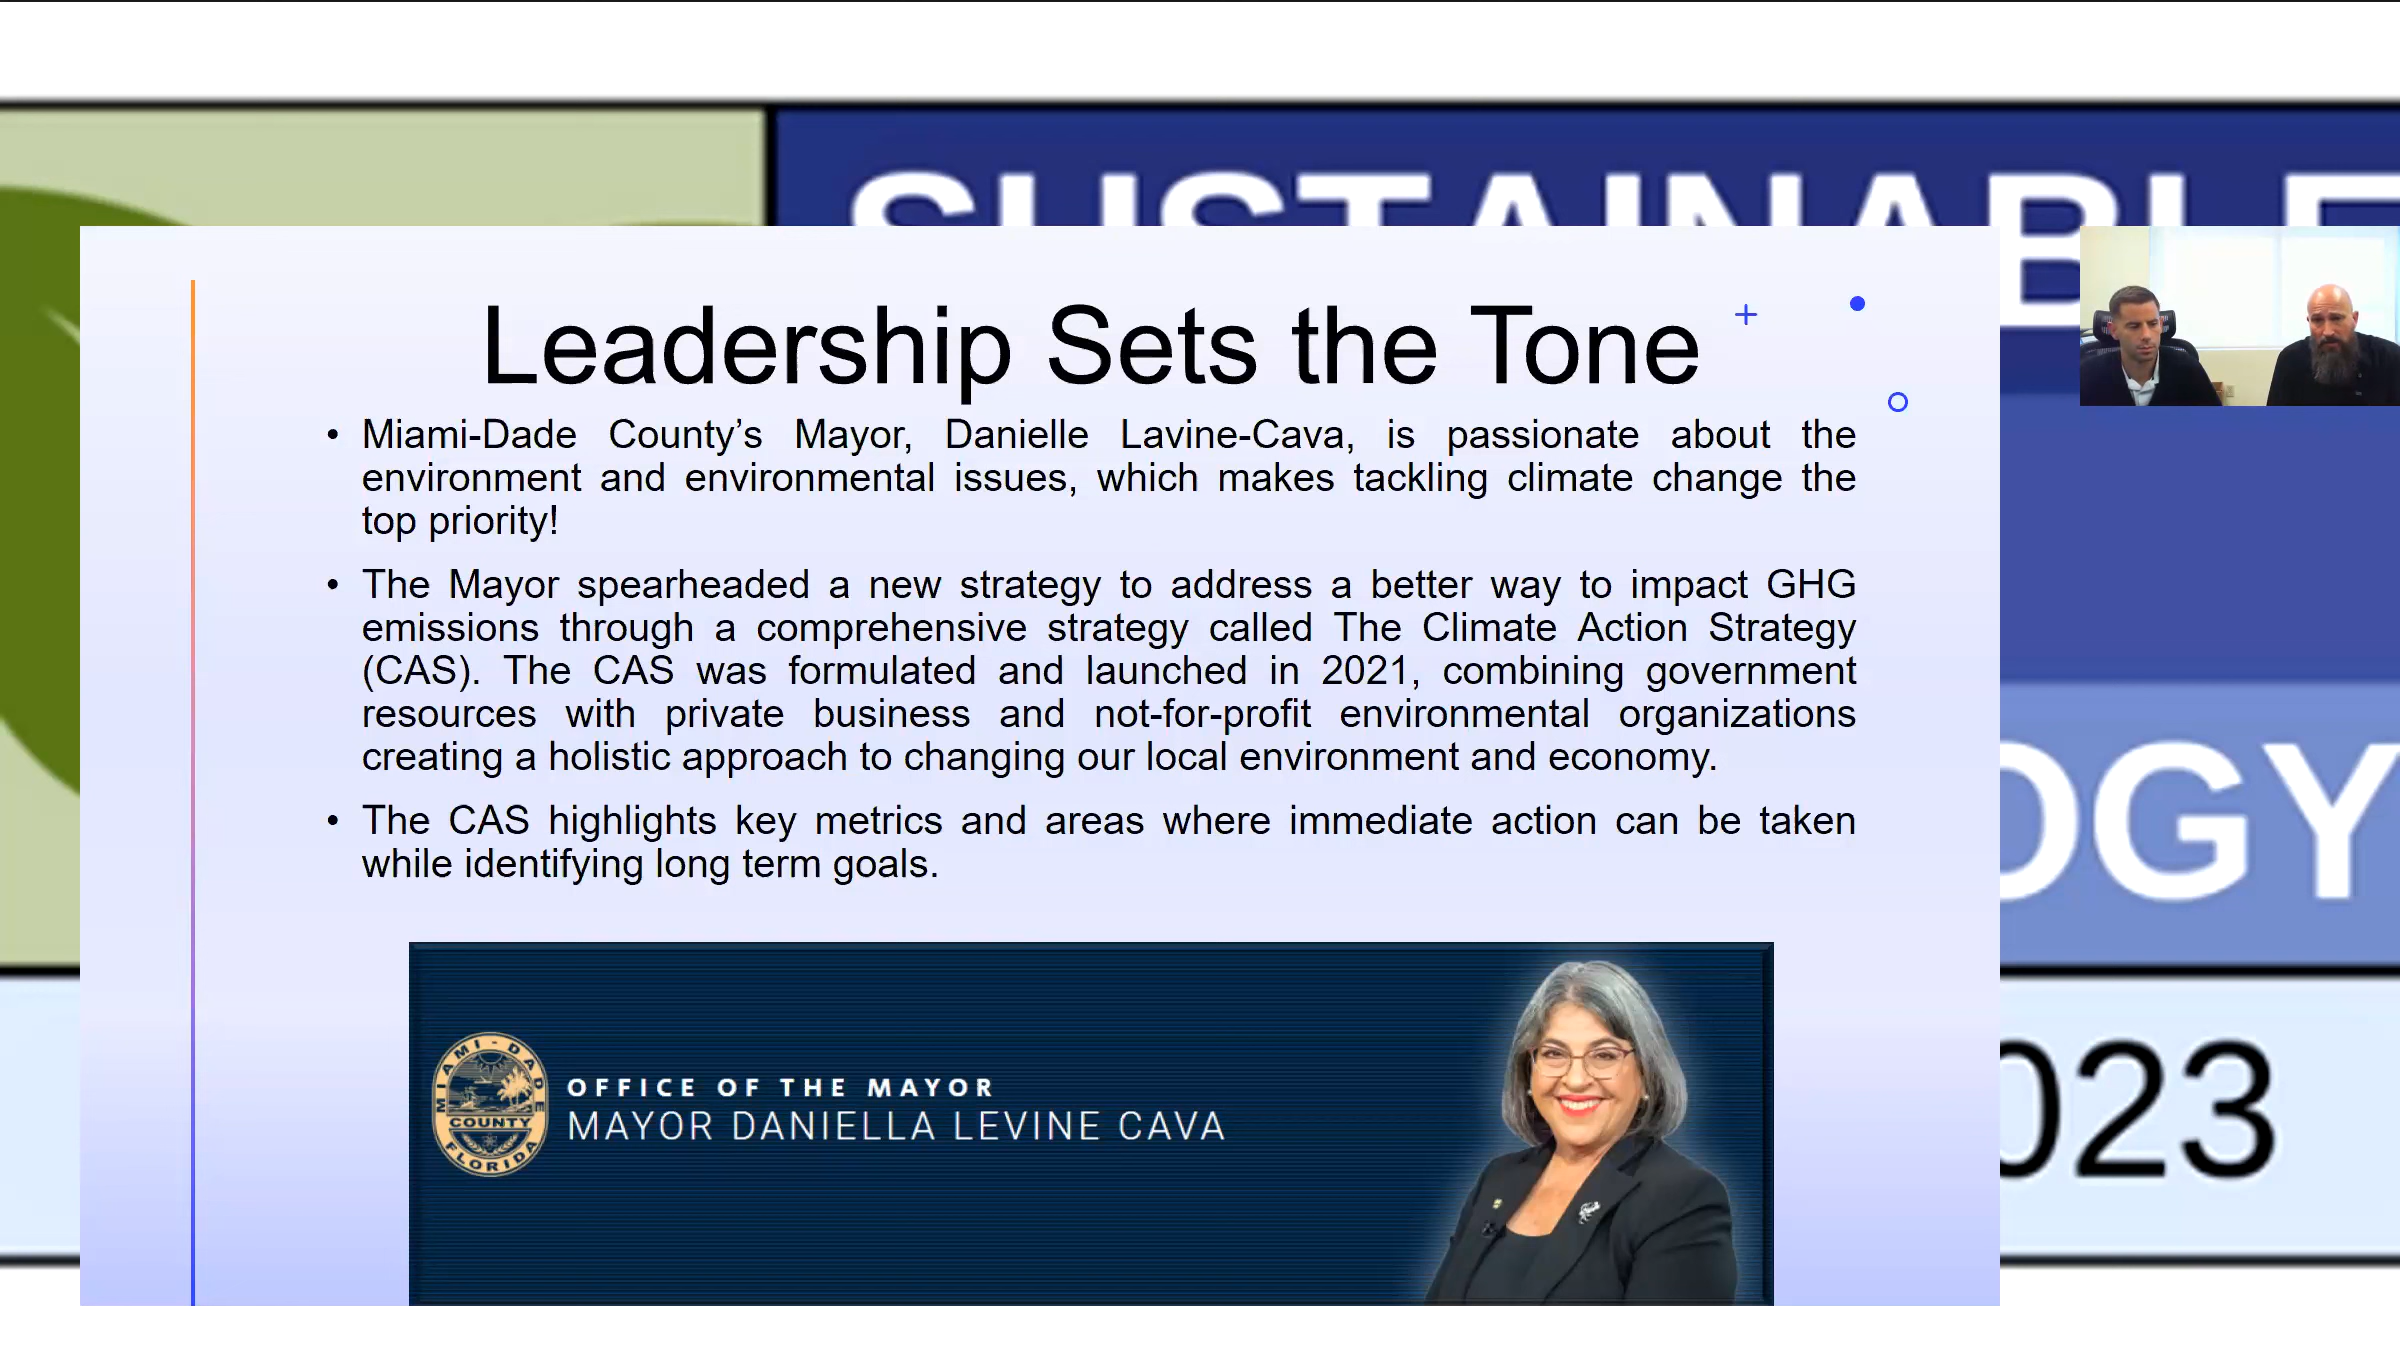 SUSTAINABLE
Leadership Sets the Tone
• Miami-Dade County’s Mayor, Danielle Lavine-Cava, is passionate about the
environment and environmental issues, which makes tackling climate change the
top priority!
• The Mayor spearheaded a new strategy to address a better way to impact GHG
emissions through a comprehensive strategy called The Climate Action Strategy
(CAS). The CAS was formulated and launched in 2021, combining government
resources with private business and not-for-profit environmental organizations
creating a holistic approach to changing our local environment and economy.
• The CAS highlights key metrics and areas where immediate action can be taken
while identifying long term goals.
OGY
023
MIAMI-DADE
COUNTY
FLORIDA
OFFICE OF THE MAYOR
MAYOR DANIELLA LEVINE CAVA